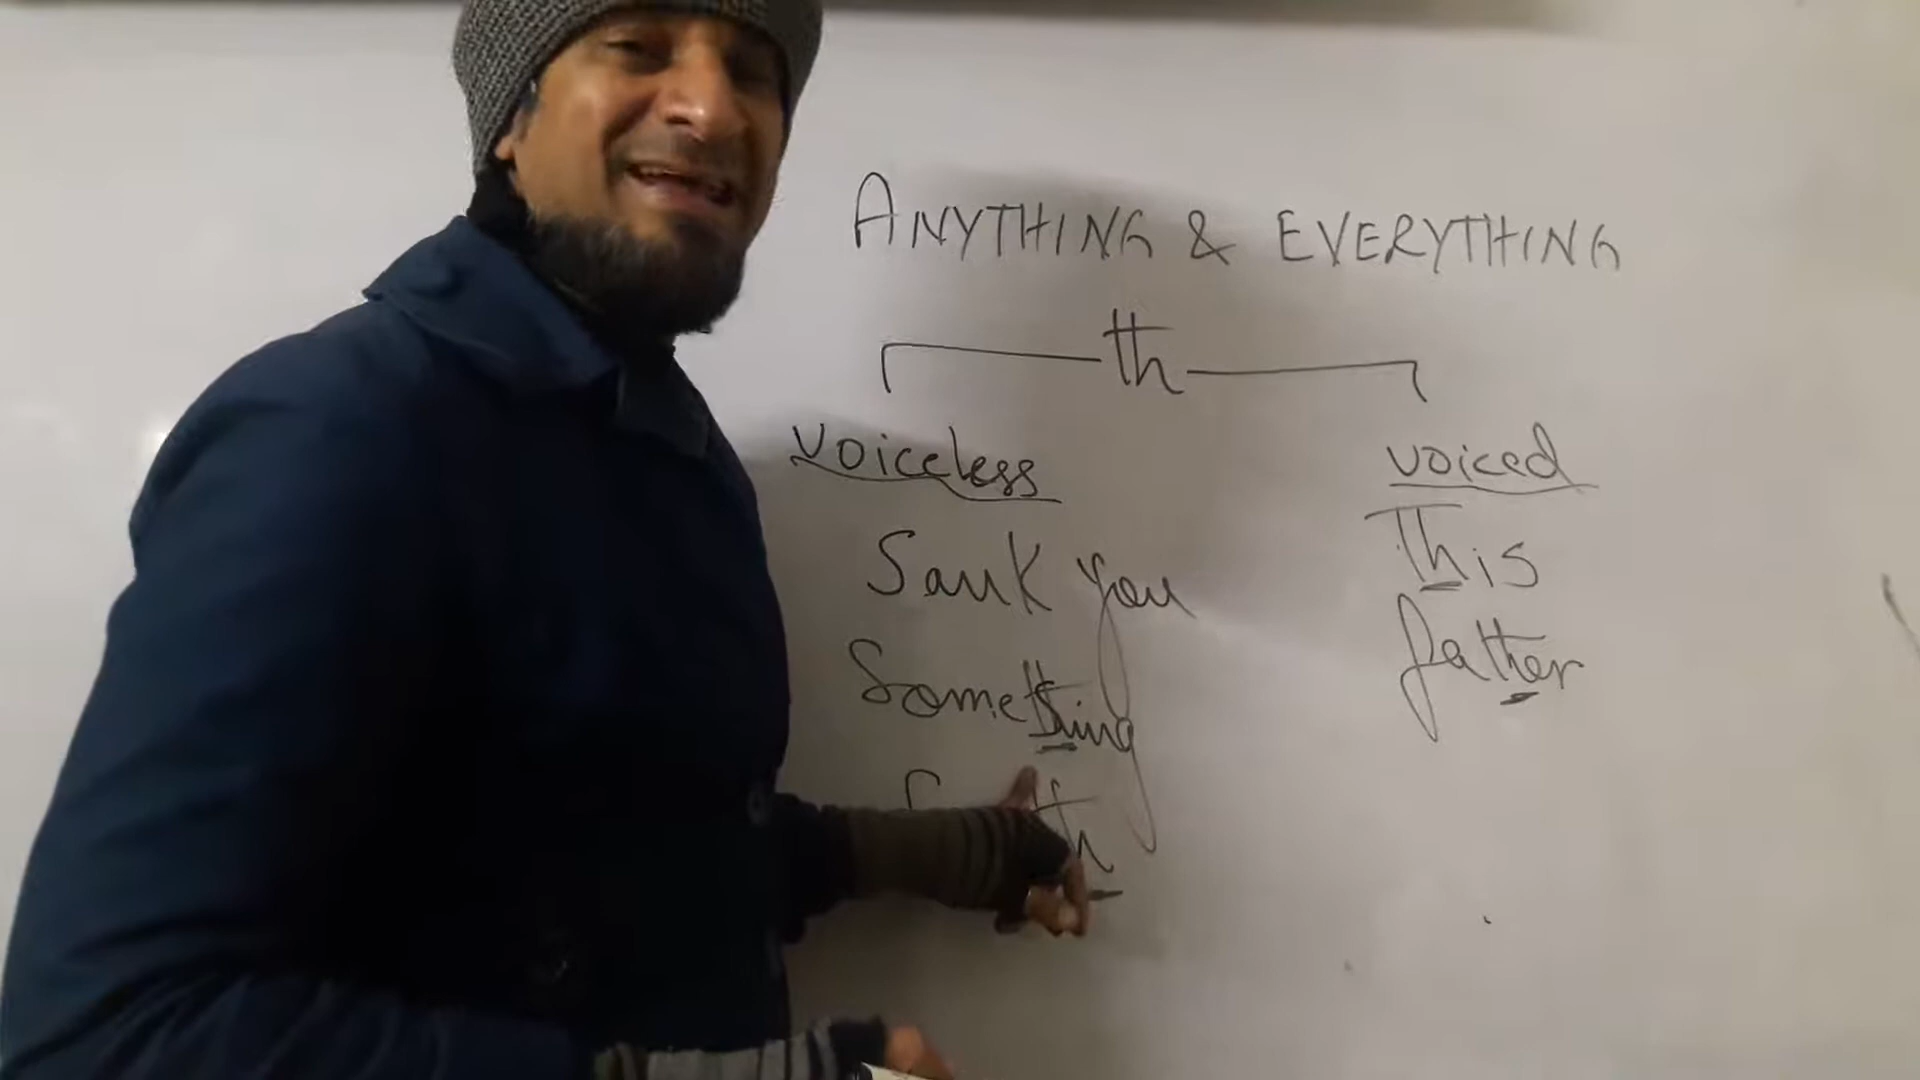 ANYTHING & EVERYTHING
th
voiceless voiced
Sank you This
Something father